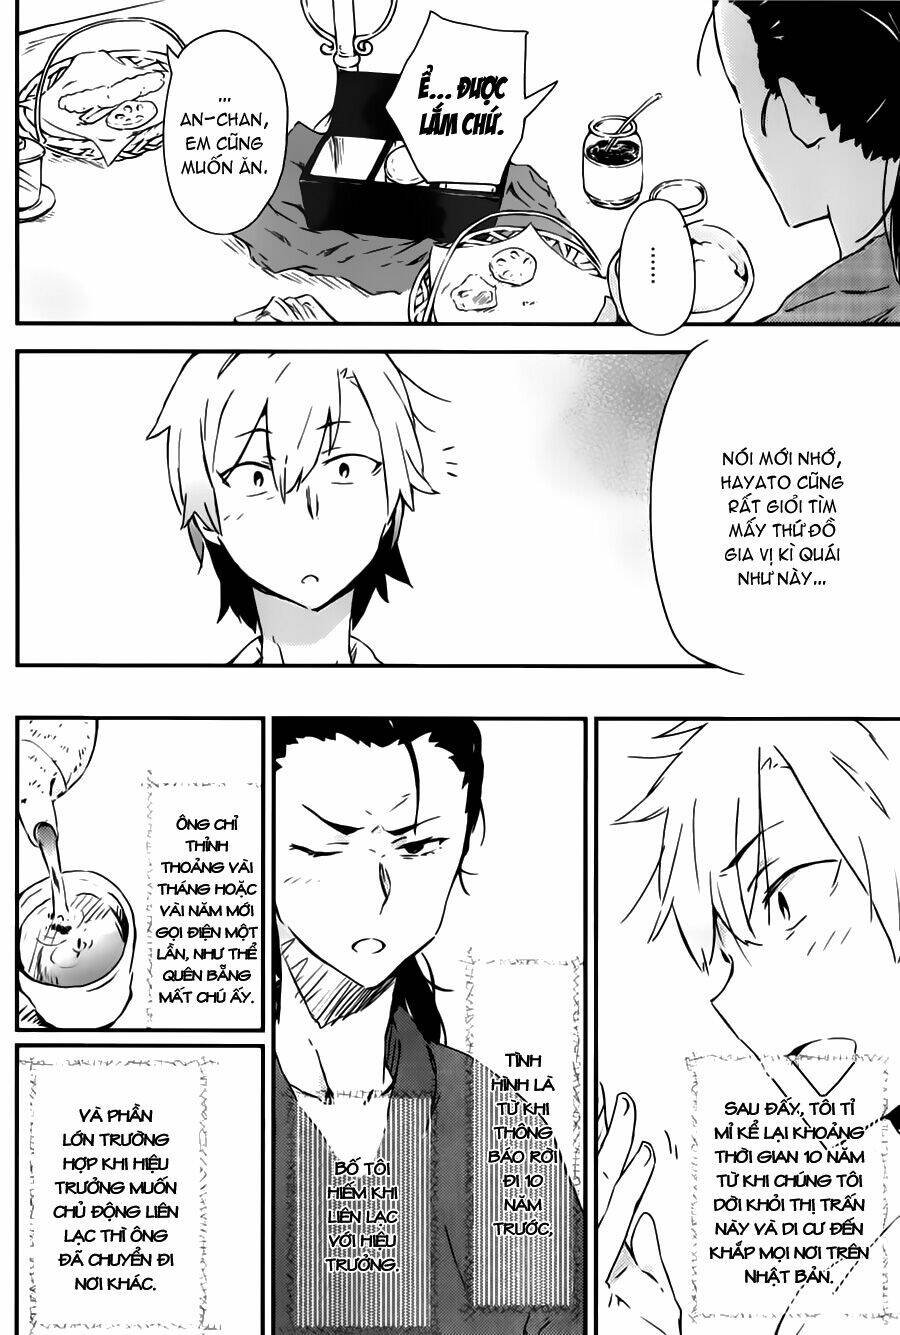 Ể... ĐƯỢC
LẮM CHỨ.
...
AN-CHAN,
EM CŨNG
MUỐN ĂN.
......
NÓI MỚI NHỚ,
HAYATO CŨNG
RẤT GIỎI TÌM
MẤY THỨ ĐỒ
GIA VỊ KÌ QUÁI
NHƯ NÀY...
SAU ĐẤY, TÔI TỈ
MỈ KỂ LẠI KHOẢNG
THỜI GIAN 10 NĂM
TỪ KHI CHÚNG TÔI
DỜI KHỎI THỊ TRẤN
NÀY VÀ DI CƯ ĐẾN
KHẮP MỌI NƠI TRÊN
NHẬT BẢN.
TÌNH
HÌNH LÀ
TỪ KHI
THÔNG
BÁO RỜI
ĐI 10
NĂM
TRƯỚC,
BỐ TÔI
HIẾM KHI
LIÊN LẠC
VỚI HIỆU
TRƯỞNG.
ÔNG CHỈ
THỈNH
THOẢNG VÀI
THÁNG HOẶC
VÀI NĂM MỚI
GỌI ĐIỆN MỘT
LẦN, NHƯ THỂ
QUÊN BẴNG
MẤT CHÚ ẤY.
VÀ PHẦN
LỚN TRƯỜNG
HỢP KHI HIỆU
TRƯỞNG MUỐN
CHỦ ĐỘNG LIÊN
LẠC THÌ ÔNG
ĐÃ CHUYỂN ĐI
NƠI KHÁC.